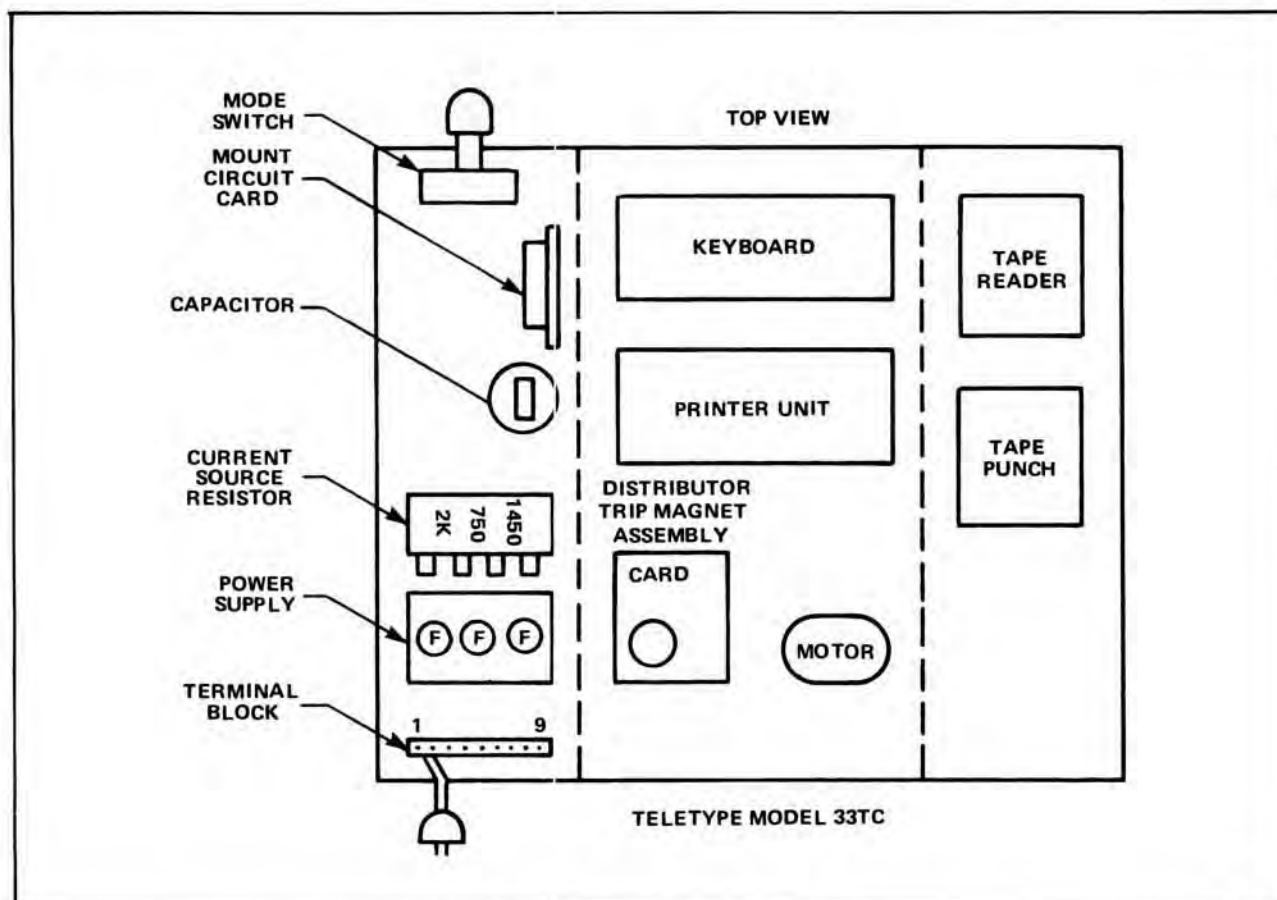 TOP VIEW
MODE
SWITCH
MOUNT
CIRCUIT
CARD
CAPACITOR
CURRENT
SOURCE
RESISTOR
2K
750
1450
POWER
SUPPLY
F
F
F
TERMINAL
BLOCK
1
9
KEYBOARD
PRINTER UNIT
DISTRIBUTOR
TRIP MAGNET
ASSEMBLY
CARD
MOTOR
TAPE
READER
TAPE
PUNCH
TELETYPE MODEL 33TC